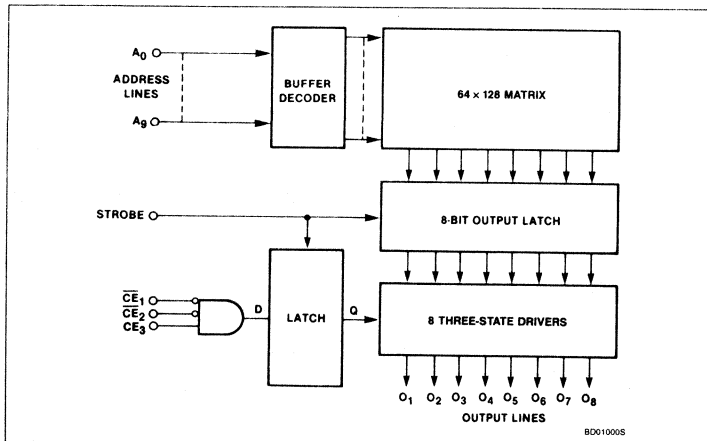 A0
ADDRESS
LINES
A9
BUFFER
DECODER
64 × 128 MATRIX
STROBE
8-BIT OUTPUT LATCH
CE1
CE2
CE3
D
LATCH
Q
8 THREE-STATE DRIVERS
O1 O2 O3 O4 O5 O6 O7 O8
OUTPUT LINES
BD01000S